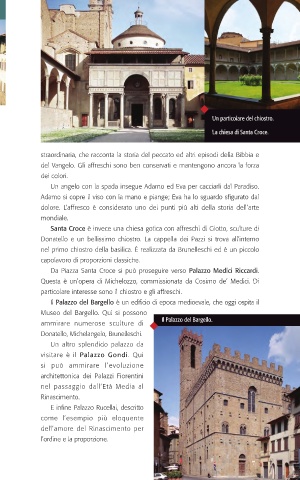 Un particolare del chiostro.
La chiesa di Santa Croce.
straordinaria, che racconta la storia del peccato ed altri episodi della Bibbia e
del Vangelo. Gli affreschi sono ben conservati e mantengono ancora la forza
dei colori.
Un angelo con la spada insegue Adamo ed Eva per cacciarli dal Paradiso.
Adamo si copre il viso con la mano e piange; Eva ha lo sguardo sfigurato dal
dolore. L'affresco è considerato uno dei punti più alti della storia dell'arte
mondiale.
Santa Croce è invece una chiesa gotica con affreschi di Giotto, sculture di
Donatello e un bellissimo chiostro. La cappella dei Pazzi si trova all'interno
nel primo chiostro della basilica. È realizzata da Brunelleschi ed è un piccolo
capolavoro di proporzioni classiche.
Da Piazza Santa Croce si può proseguire verso Palazzo Medici Riccardi.
Questa è un'opera di Michelozzo, commissionata da Cosimo de' Medici. Di
particolare interesse sono il chiostro e gli affreschi.
Il Palazzo del Bargello è un edificio di epoca medioevale, che oggi ospita il
Museo del Bargello. Qui si possono
ammirare numerose sculture di
Donatello, Michelangelo, Brunelleschi.
Un altro splendido palazzo da
visitare è il Palazzo Gondi. Qui
si può ammirare l'evoluzione
architettonica dei Palazzi Fiorentini
nel passaggio dall'Età Media al
Rinascimento.
E infine Palazzo Rucellai, descritto
come l'esempio più eloquente
dell'amore del Rinascimento per
l'ordine e la proporzione.
Il Palazzo del Bargello.